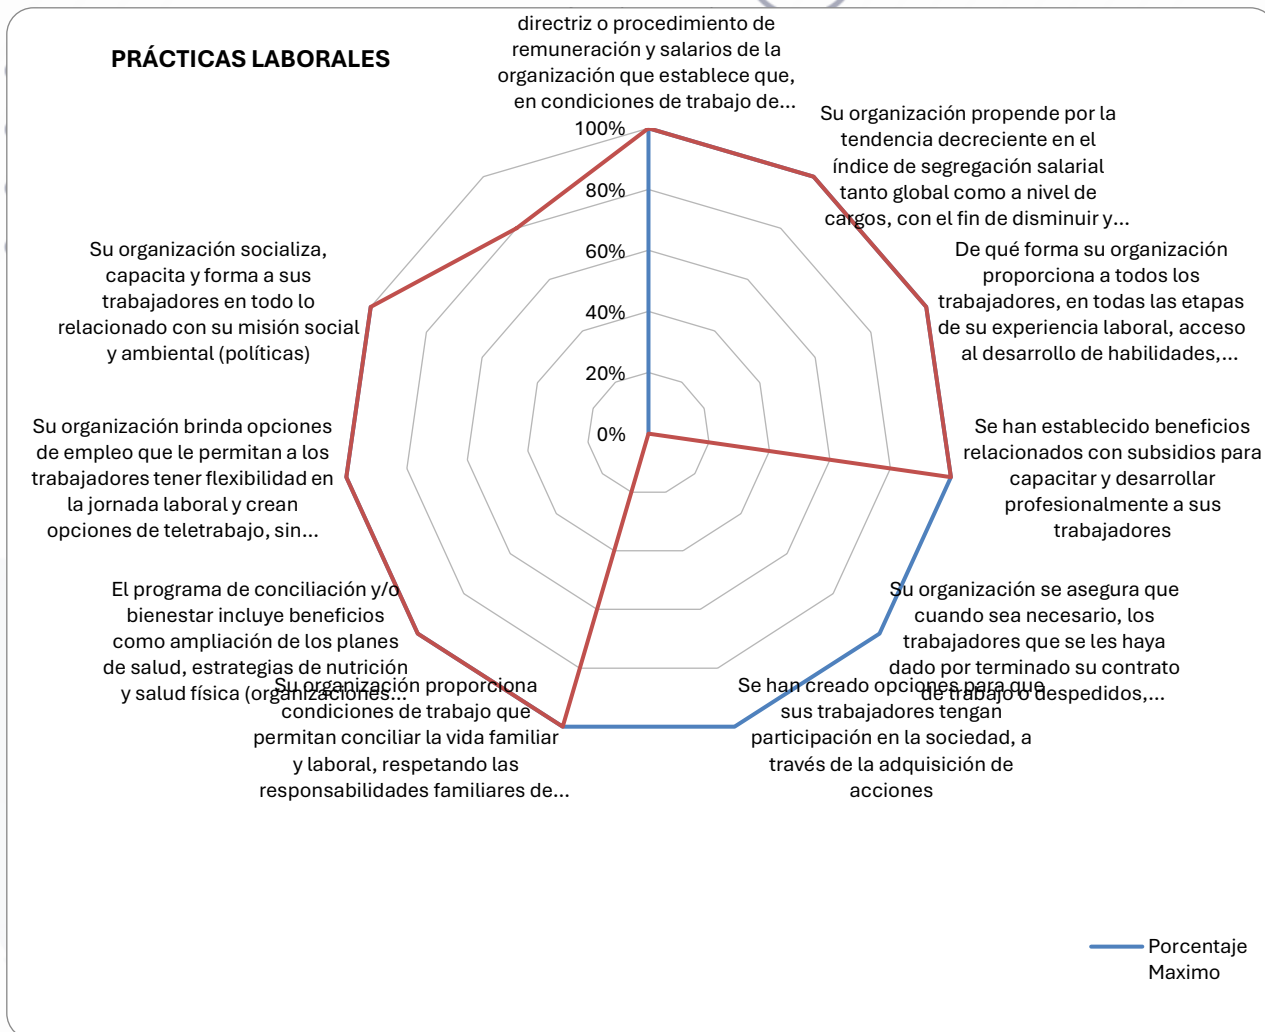 PRÁCTICAS LABORALES
directriz o procedimiento de
remuneración y salarios de la
organización que establece que,
en condiciones de trabajo de...
Su organización propende por la
tendencia decreciente en el
índice de segregación salarial
tanto global como a nivel de
cargos, con el fin de disminuir y...
De qué forma su organización
proporciona a todos los
trabajadores, en todas las etapas
de su experiencia laboral, acceso
al desarrollo de habilidades,...
Se han establecido beneficios
relacionados con subsidios para
capacitar y desarrollar
profesionalmente a sus
trabajadores
Su organización se asegura que
cuando sea necesario, los
trabajadores que se les haya
dado por terminado su contrato
de trabajo o despedidos,...
Se han creado opciones para que
sus trabajadores tengan
participación en la sociedad, a
través de la adquisición de
acciones
Su organización proporciona
condiciones de trabajo que
permitan conciliar la vida familiar
y laboral, respetando las
responsabilidades familiares de...
El programa de conciliación y/o
bienestar incluye beneficios
como ampliación de los planes
de salud, estrategias de nutrición
y salud física (organizaciones...
Su organización brinda opciones
de empleo que le permitan a los
trabajadores tener flexibilidad en
la jornada laboral y crean
opciones de teletrabajo, sin...
Su organización socializa,
capacita y forma a sus
trabajadores en todo lo
relacionado con su misión social
y ambiental (políticas)
100%
80%
60%
40%
20%
0%
Porcentaje
Maximo